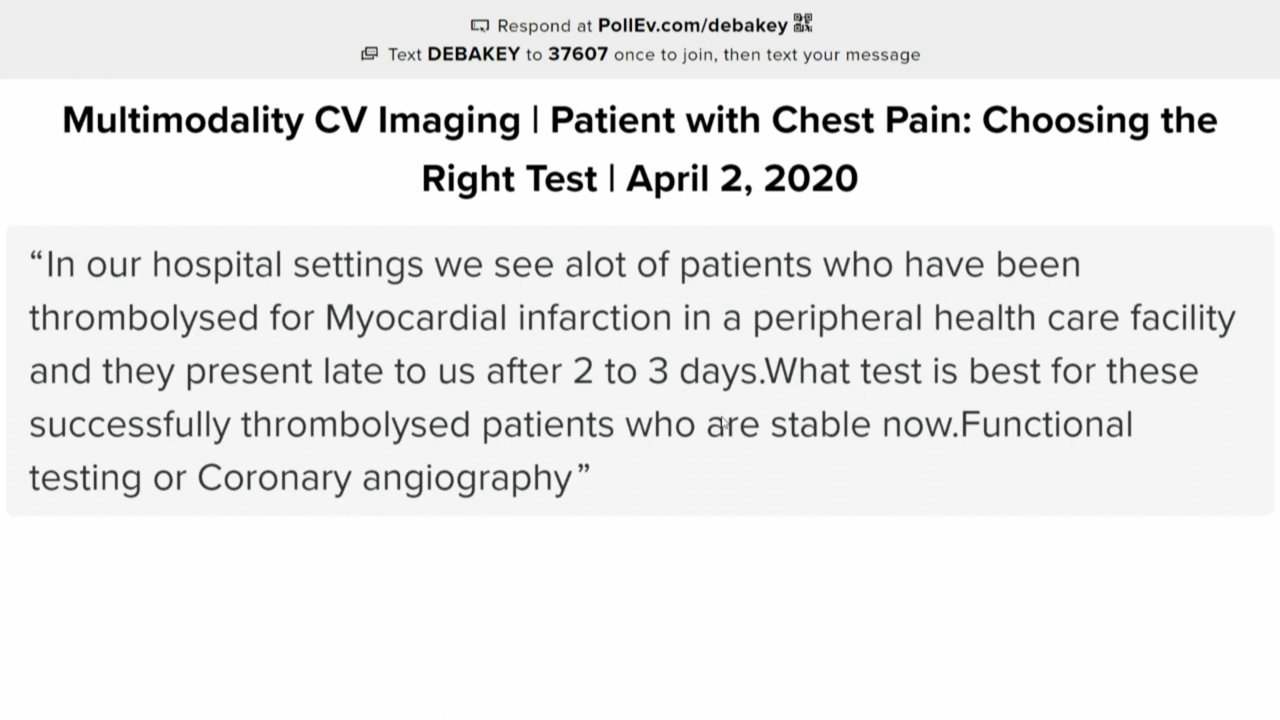 Respond at PollEv.com/debakey
Text DEBAKEY to 37607 once to join, then text your message
Multimodality CV Imaging | Patient with Chest Pain: Choosing the
Right Test | April 2, 2020
“In our hospital settings we see alot of patients who have been
thrombolysed for Myocardial infarction in a peripheral health care facility
and they present late to us after 2 to 3 days.What test is best for these
successfully thrombolysed patients who are stable now.Functional
testing or Coronary angiography”